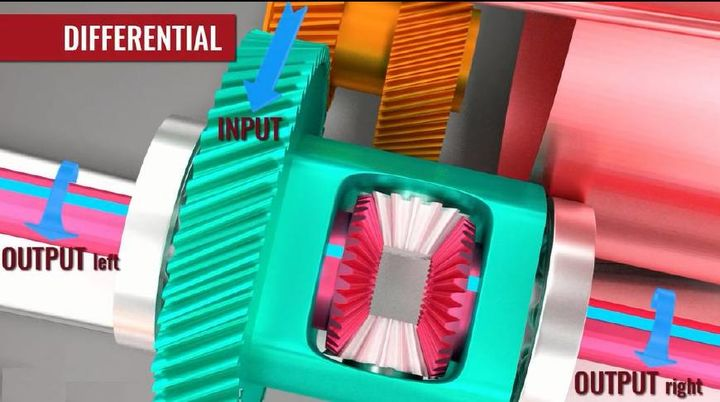 DIFFERENTIAL
INPUT
OUTPUT left
OUTPUT right